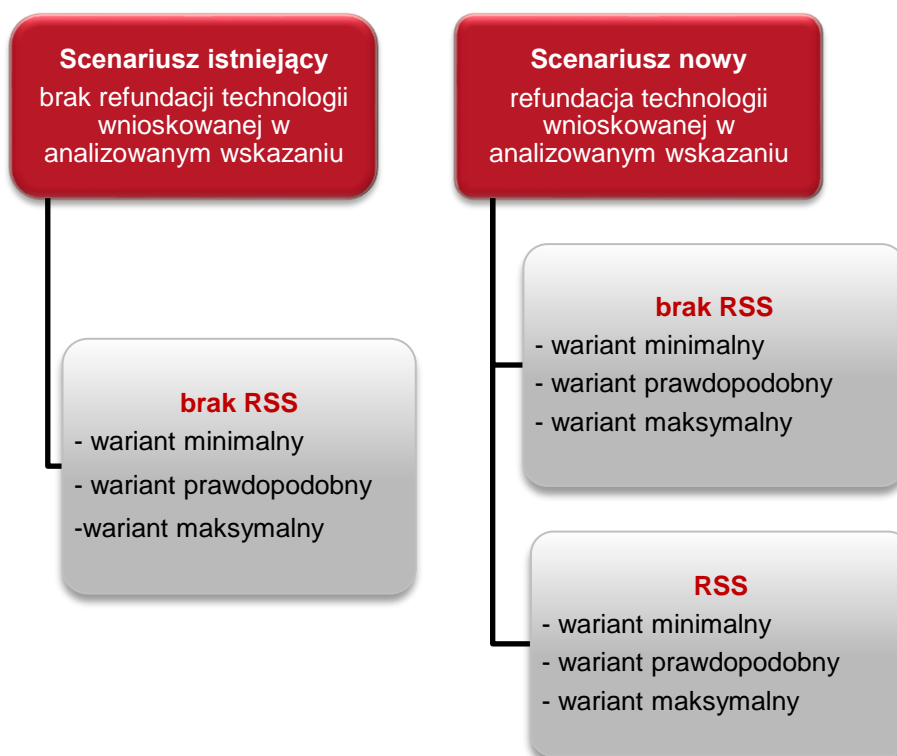 Scenariusz istniejący
brak refundacji technologii
wnioskowanej w
analizowanym wskazaniu
brak RSS
- wariant minimalny
- wariant prawdopodobny
-wariant maksymalny
Scenariusz nowy
refundacja technologii
wnioskowanej w
analizowanym wskazaniu
brak RSS
- wariant minimalny
- wariant prawdopodobny
- wariant maksymalny
RSS
- wariant minimalny
- wariant prawdopodobny
- wariant maksymalny